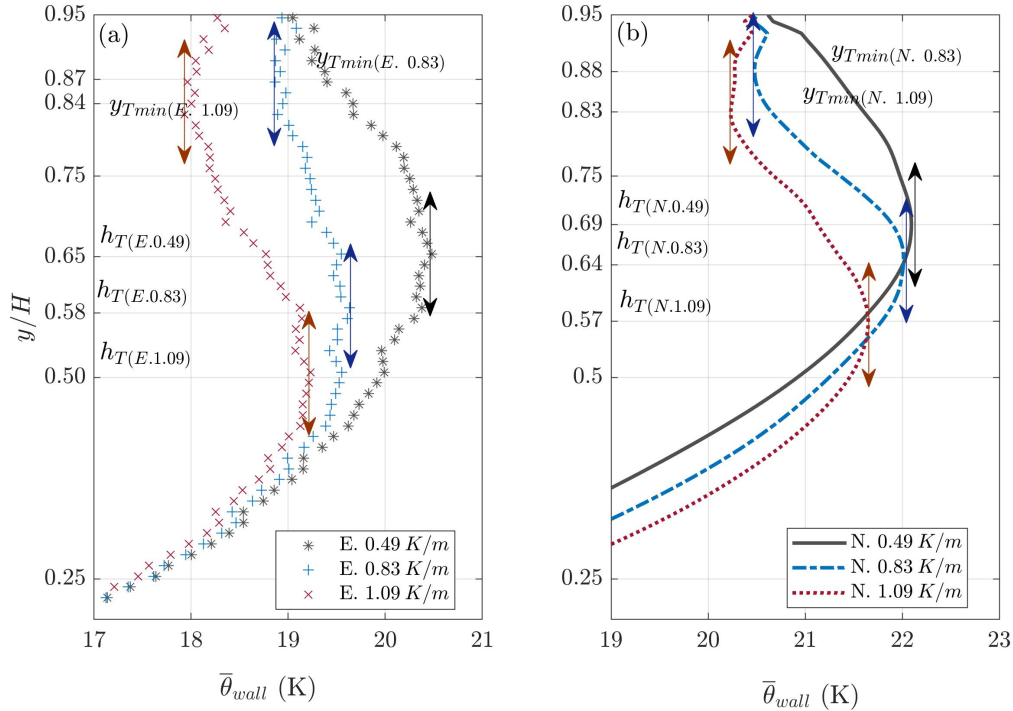 (a)
0.95
0.87
0.84
0.75
0.65
0.58
0.50
0.25
y/H
y_{Tmin(E. 0.83)}
y_{Tmin(E. 1.09)}
h_{T(E.0.49)}
h_{T(E.0.83)}
h_{T(E.1.09)}
E. 0.49 K/m
E. 0.83 K/m
E. 1.09 K/m
17 18 19 20 21
θ̅_{wall} (K)
(b)
0.95
0.88
0.83
0.75
0.69
0.64
0.57
0.5
0.25
y_{Tmin(N. 0.83)}
y_{Tmin(N. 1.09)}
h_{T(N.0.49)}
h_{T(N.0.83)}
h_{T(N.1.09)}
N. 0.49 K/m
N. 0.83 K/m
N. 1.09 K/m
19 20 21 22 23
θ̅_{wall} (K)